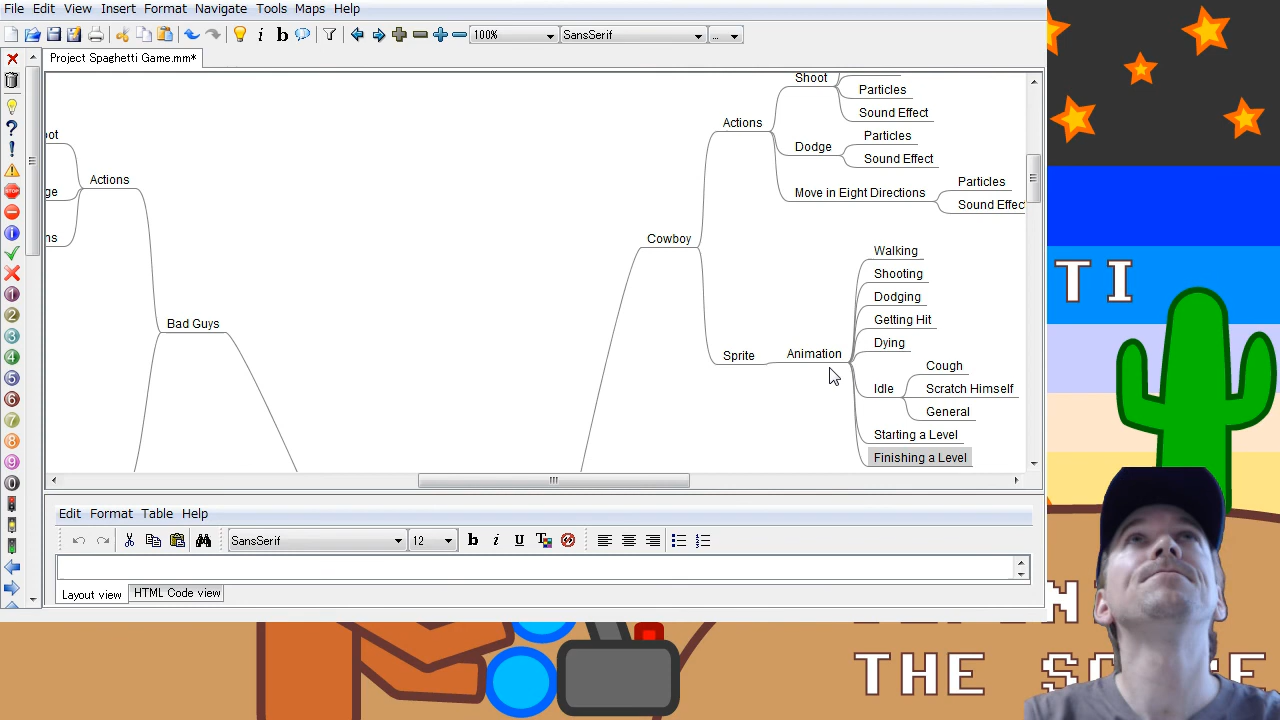 File Edit View Insert Format Navigate Tools Maps Help
100% SansSerif ...
Project Spaghetti Game.mm*
Shoot
Particles
Sound Effect
Actions
Dodge
Particles
Sound Effect
Move in Eight Directions
Particles
Sound Effect
Actions
Cowboy
Bad Guys
Sprite
Animation
Walking
Shooting
Dodging
Getting Hit
Dying
Idle
Cough
Scratch Himself
General
Starting a Level
Finishing a Level
TI
Edit Format Table Help
SansSerif 12
Layout view HTML Code view
THE